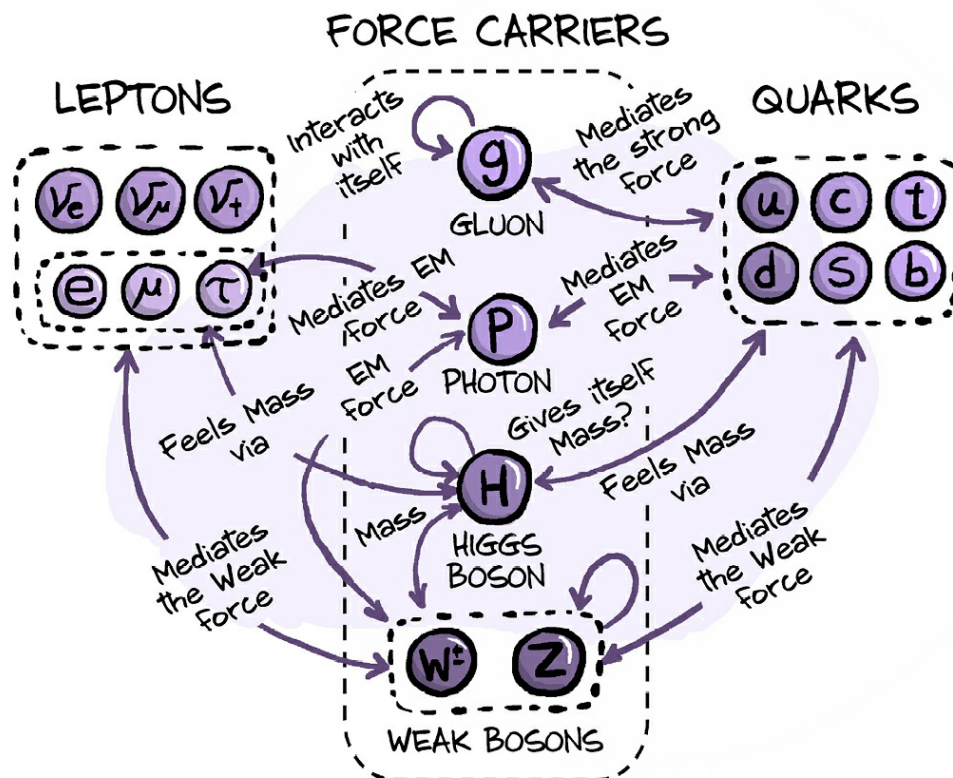 FORCE CARRIERS
LEPTONS
QUARKS
Interacts
with
itself
g
GLUON
Mediates
the strong
force
νe νμ ν+
e μ τ
u c t
d s b
Mediates EM
force
P
PHOTON
Mediates
EM
force
EM
force
Feels Mass
via
Gives itself
Mass?
H
HIGGS
BOSON
Mass
Feels Mass
via
Mediates
the Weak
force
Mediates
the Weak
force
W± Z
WEAK BOSONS